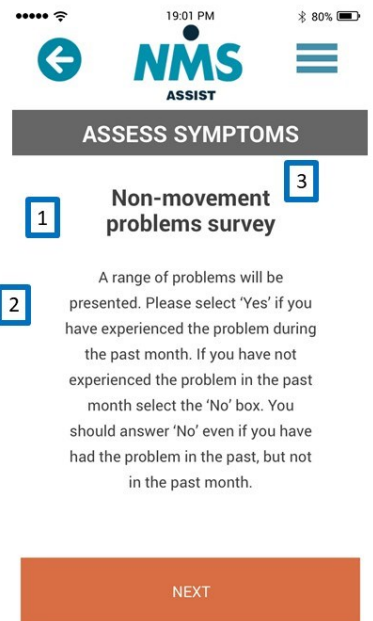 19:01 PM
80%
NMS
ASSIST
ASSESS SYMPTOMS
3
Non-movement
1
problems survey
A range of problems will be
2
presented. Please select ‘Yes’ if you
have experienced the problem during
the past month. If you have not
experienced the problem in the past
month select the ‘No’ box. You
should answer ‘No’ even if you have
had the problem in the past, but not
in the past month.
NEXT